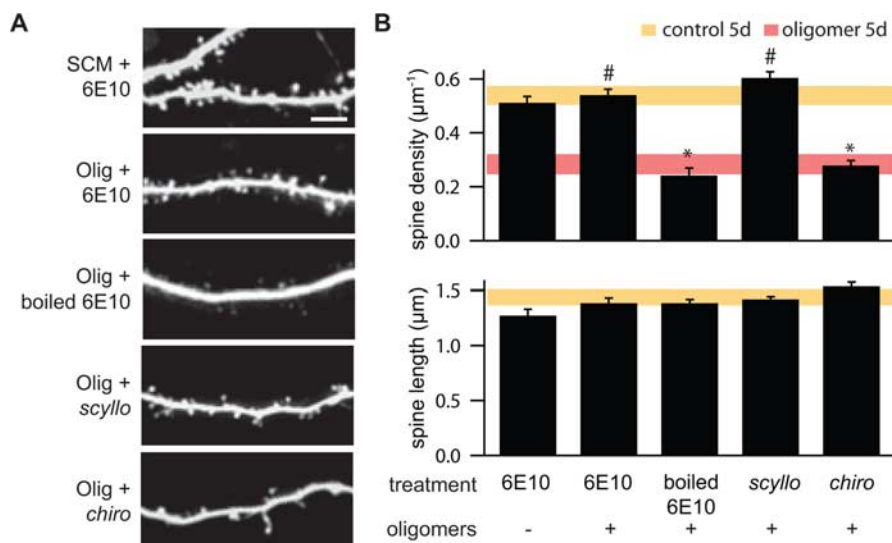 A
SCM +
6E10
Olig +
6E10
Olig +
boiled 6E10
Olig +
scyllo
Olig +
chiro
B
control 5d
oligomer 5d
spine density (µm⁻¹)
0.6
0.4
0.2
0.0
#
*
#
*
spine length (µm)
1.5
1.0
.5
.0
treatment 6E10 6E10 boiled 6E10 scyllo chiro
oligomers - + + + +